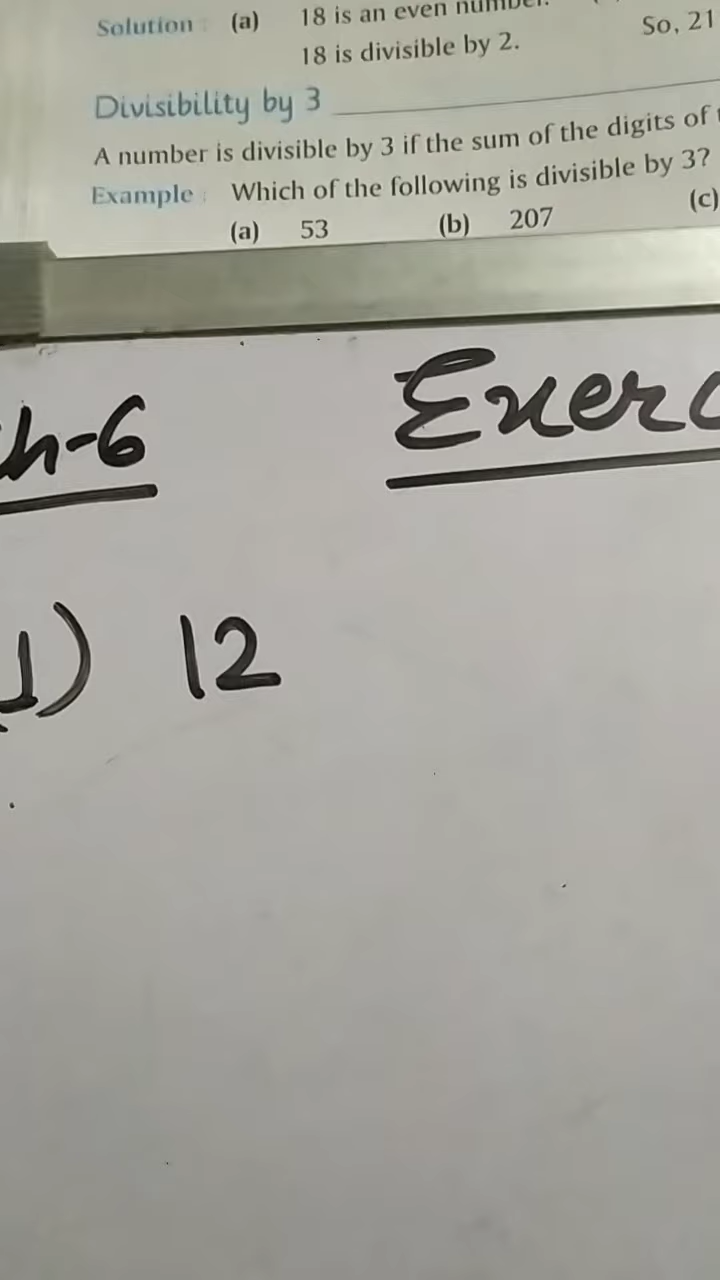 Solution : (a) 18 is an even number.
18 is divisible by 2. So, 21
Divisibility by 3
A number is divisible by 3 if the sum of the digits of
Example : Which of the following is divisible by 3?
(a) 53 (b) 207 (c)
h-6 Exerc
1) 12